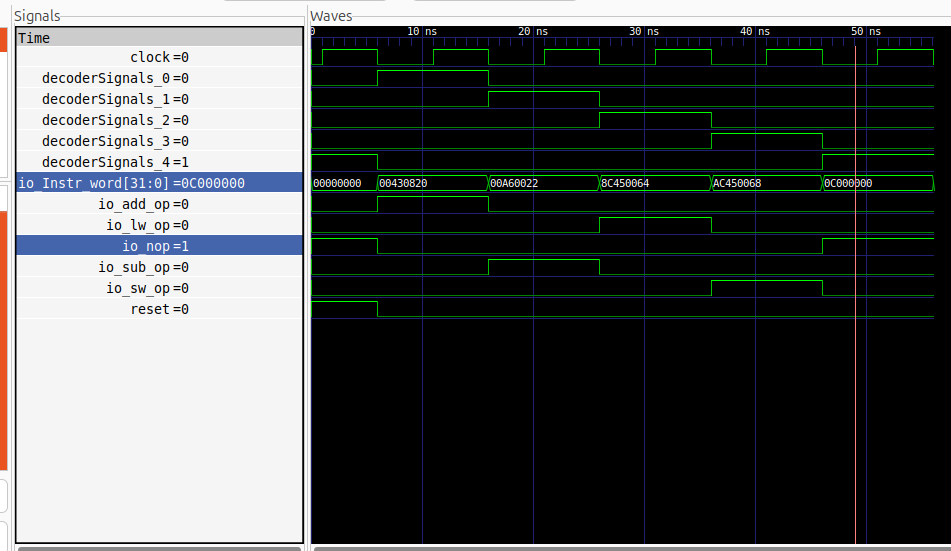 Signals
Waves
Time
0 10 ns 20 ns 30 ns 40 ns 50 ns
clock=0
decoderSignals_0=0
decoderSignals_1=0
decoderSignals_2=0
decoderSignals_3=0
decoderSignals_4=1
io_Instr_word[31:0]=0C000000
00000000 00430820 00A60022 8C450064 AC450068 0C000000
io_add_op=0
io_lw_op=0
io_nop=1
io_sub_op=0
io_sw_op=0
reset=0